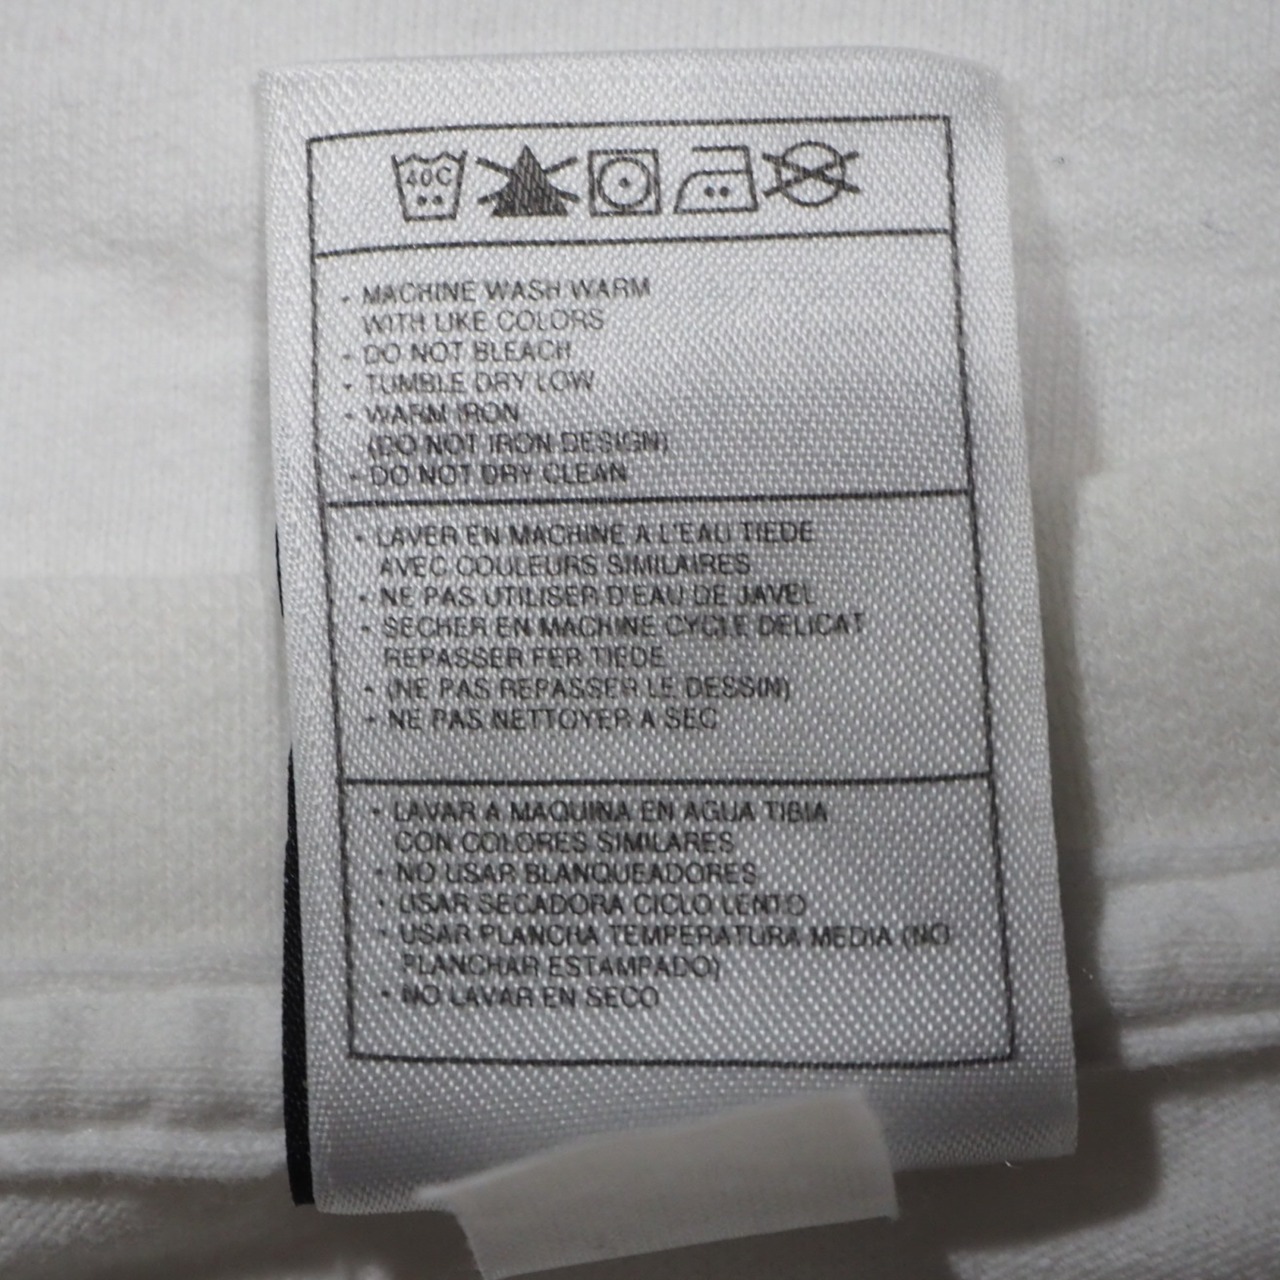 40C
- MACHINE WASH WARM
WITH LIKE COLORS
- DO NOT BLEACH
- TUMBLE DRY LOW
- WARM IRON
(DO NOT IRON DESIGN)
- DO NOT DRY CLEAN
- LAVER EN MACHINE A L'EAU TIEDE
AVEC COULEURS SIMILAIRES
- NE PAS UTILISER D'EAU DE JAVEL
- SECHER EN MACHINE CYCLE DELICAT
REPASSER FER TIEDE
- (NE PAS REPASSER LE DESSIN)
- NE PAS NETTOYER A SEC
- LAVAR A MAQUINA EN AGUA TIBIA
CON COLORES SIMILARES
- NO USAR BLANQUEADORES
- USAR SECADORA CICLO LENTO
- USAR PLANCHA TEMPERATURA MEDIA (NO
PLANCHAR ESTAMPADO)
- NO LAVAR EN SECO